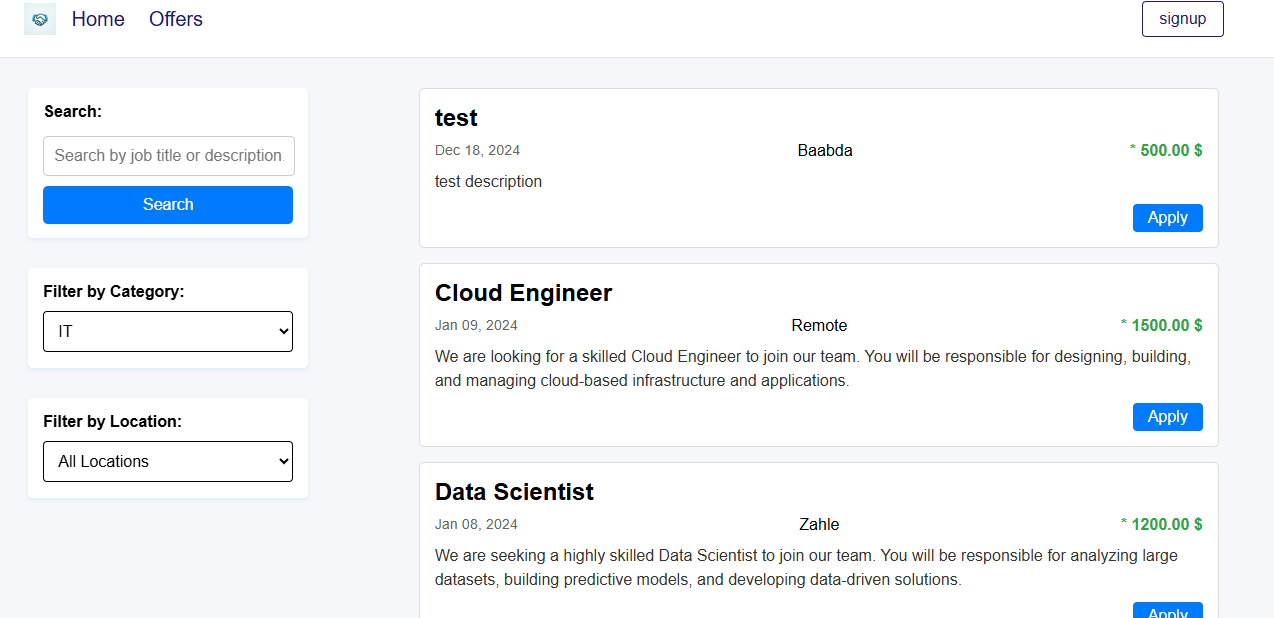 Home Offers signup
Search:
Search by job title or description.
Search
Filter by Category:
IT
Filter by Location:
All Locations
test
Dec 18, 2024 Baabda * 500.00 $
test description
Apply
Cloud Engineer
Jan 09, 2024 Remote * 1500.00 $
We are looking for a skilled Cloud Engineer to join our team. You will be responsible for designing, building,
and managing cloud-based infrastructure and applications.
Apply
Data Scientist
Jan 08, 2024 Zahle * 1200.00 $
We are seeking a highly skilled Data Scientist to join our team. You will be responsible for analyzing large
datasets, building predictive models, and developing data-driven solutions.
Apply